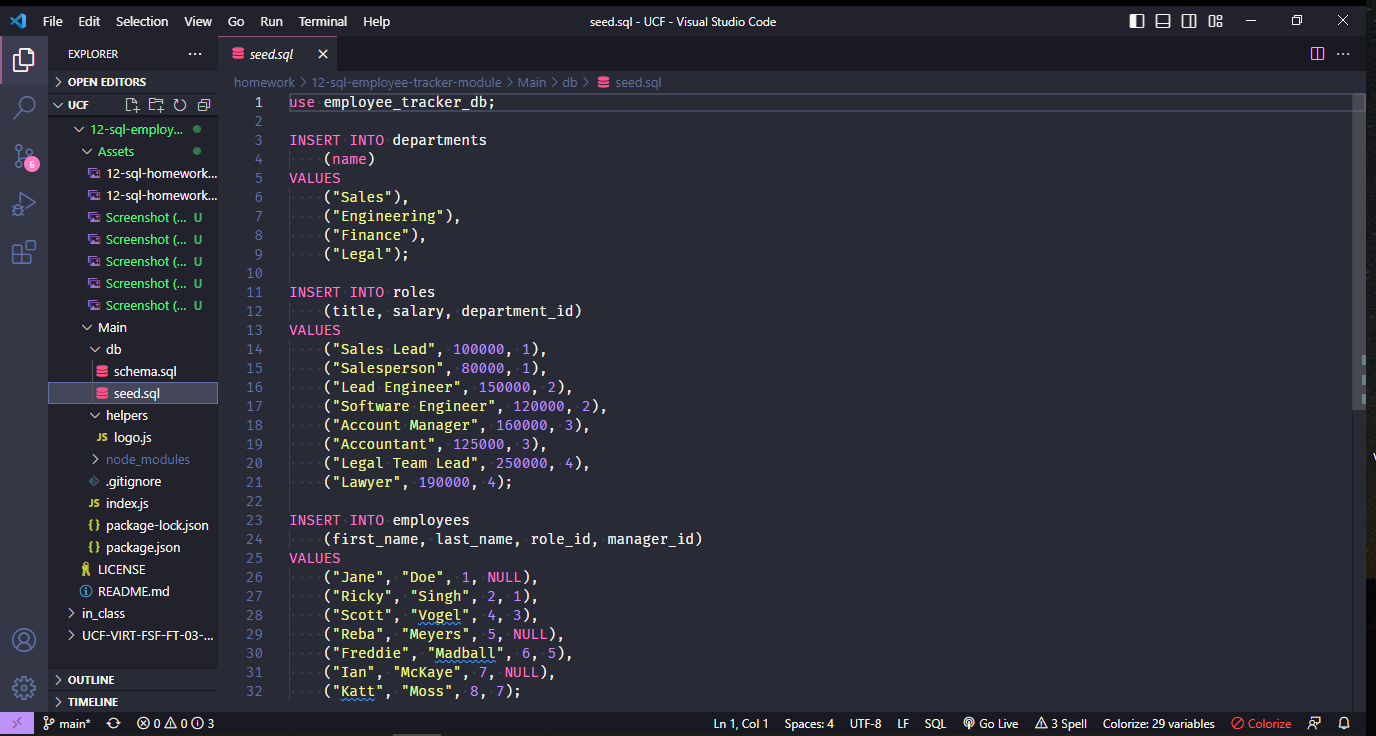 File Edit Selection View Go Run Terminal Help seed.sql - UCF - Visual Studio Code
EXPLORER ···
seed.sql
OPEN EDITORS
UCF
homework > 12-sql-employee-tracker-module > Main > db > seed.sql
12-sql-employ...
Assets
12-sql-homework...
12-sql-homework...
Screenshot (... U
Screenshot (... U
Screenshot (... U
Screenshot (... U
Screenshot (... U
Main
db
schema.sql
seed.sql
helpers
JS logo.js
node_modules
.gitignore
JS index.js
{} package-lock.json
{} package.json
LICENSE
README.md
in_class
UCF-VIRT-FSF-FT-03-...
OUTLINE
TIMELINE
6
1 use employee_tracker_db;
2
3 INSERT INTO departments
4 (name)
5 VALUES
6 ("Sales"),
7 ("Engineering"),
8 ("Finance"),
9 ("Legal");
10
11 INSERT INTO roles
12 (title, salary, department_id)
13 VALUES
14 ("Sales Lead", 100000, 1),
15 ("Salesperson", 80000, 1),
16 ("Lead Engineer", 150000, 2),
17 ("Software Engineer", 120000, 2),
18 ("Account Manager", 160000, 3),
19 ("Accountant", 125000, 3),
20 ("Legal Team Lead", 250000, 4),
21 ("Lawyer", 190000, 4);
22
23 INSERT INTO employees
24 (first_name, last_name, role_id, manager_id)
25 VALUES
26 ("Jane", "Doe", 1, NULL),
27 ("Ricky", "Singh", 2, 1),
28 ("Scott", "Vogel", 4, 3),
29 ("Reba", "Meyers", 5, NULL),
30 ("Freddie", "Madball", 6, 5),
31 ("Ian", "McKaye", 7, NULL),
32 ("Katt", "Moss", 8, 7);
main* 0 0 3 Ln 1, Col 1 Spaces: 4 UTF-8 LF SQL Go Live 3 Spell Colorize: 29 variables Colorize